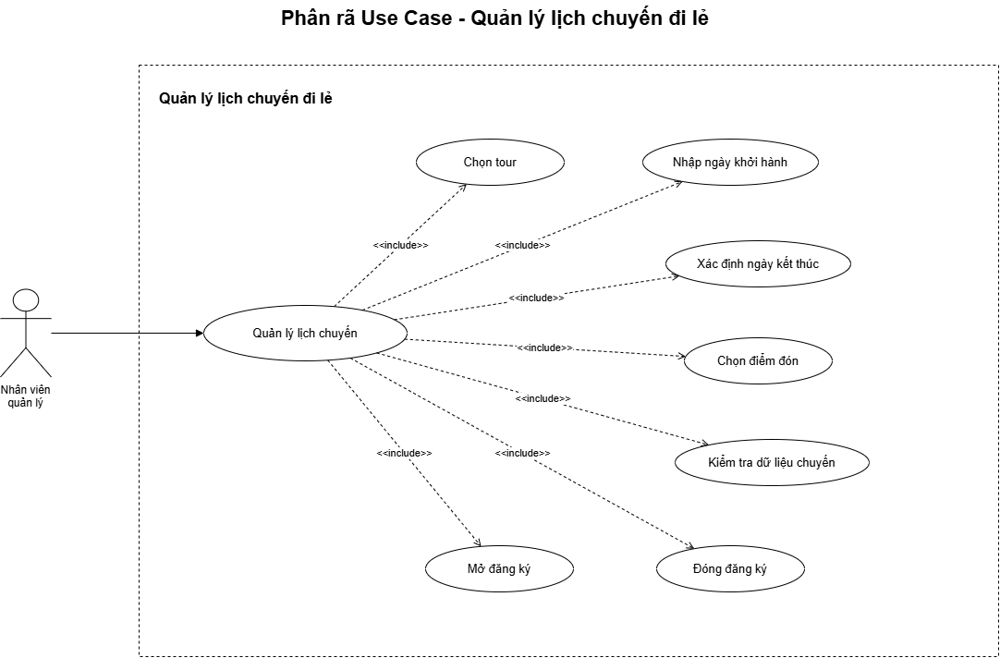 Phân rã Use Case - Quản lý lịch chuyến đi lẻ
Quản lý lịch chuyến đi lẻ
Chọn tour
Nhập ngày khởi hành
<<include>>
<<include>>
Xác định ngày kết thúc
<<include>>
Quản lý lịch chuyến
<<include>>
Chọn điểm đón
Nhân viên
quản lý
<<include>>
Kiểm tra dữ liệu chuyến
<<include>>
<<include>>
Mở đăng ký
Đóng đăng ký